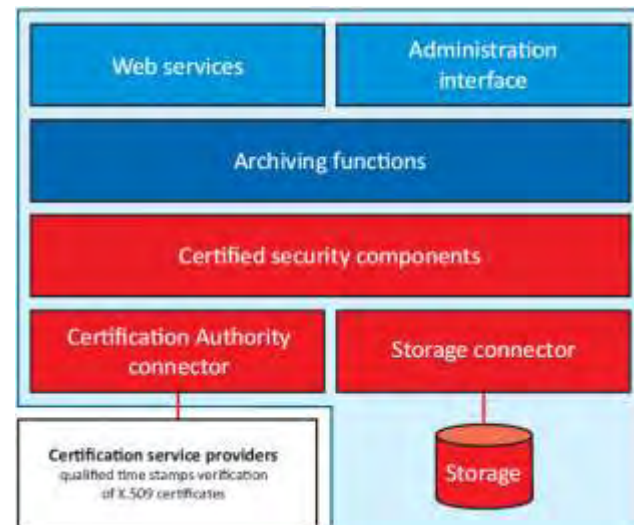 Web services
Administration
interface
Archiving functions
Certified security components
Certification Authority
connector
Storage connector
Certification service providers
qualified time stamps verification
of X.509 certificates
Storage